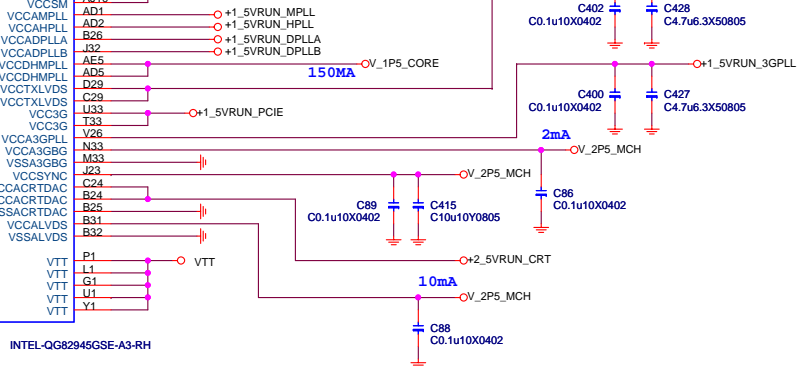 VCCSM
VCCAMPLL AD1 +1_5VRUN_MPLL
VCCAHPLL AD2 +1_5VRUN_HPLL
VCCADPLLA B26 +1_5VRUN_DPLLA
VCCADPLLB J32 +1_5VRUN_DPLLB
VCCDHMPLL AE5 V_1P5_CORE
VCCDHMPLL AD5 150MA
VCCTXLVDS D29
VCCTXLVDS C29
VCC3G U33 +1_5VRUN_PCIE
VCC3G T33
VCCA3GPLL V26
VCCA3GBG N33 2mA V_2P5_MCH
VSSA3GBG M33
VCCSYNC J23 V_2P5_MCH
CCACRTDAC C24
CCACRTDAC B24
SSACRTDAC B25
VCCALVDS B31
VSSALVDS B32
VTT P1 VTT
VTT L1
VTT G1
VTT U1
VTT Y1
INTEL-QG82945GSE-A3-RH
C402
C0.1u10X0402
C428
C4.7u6.3X50805
+1_5VRUN_3GPLL
C400
C0.1u10X0402
C427
C4.7u6.3X50805
C89
C0.1u10X0402
C415
C10u10Y0805
C86
C0.1u10X0402
+2_5VRUN_CRT
10mA
V_2P5_MCH
C88
C0.1u10X0402